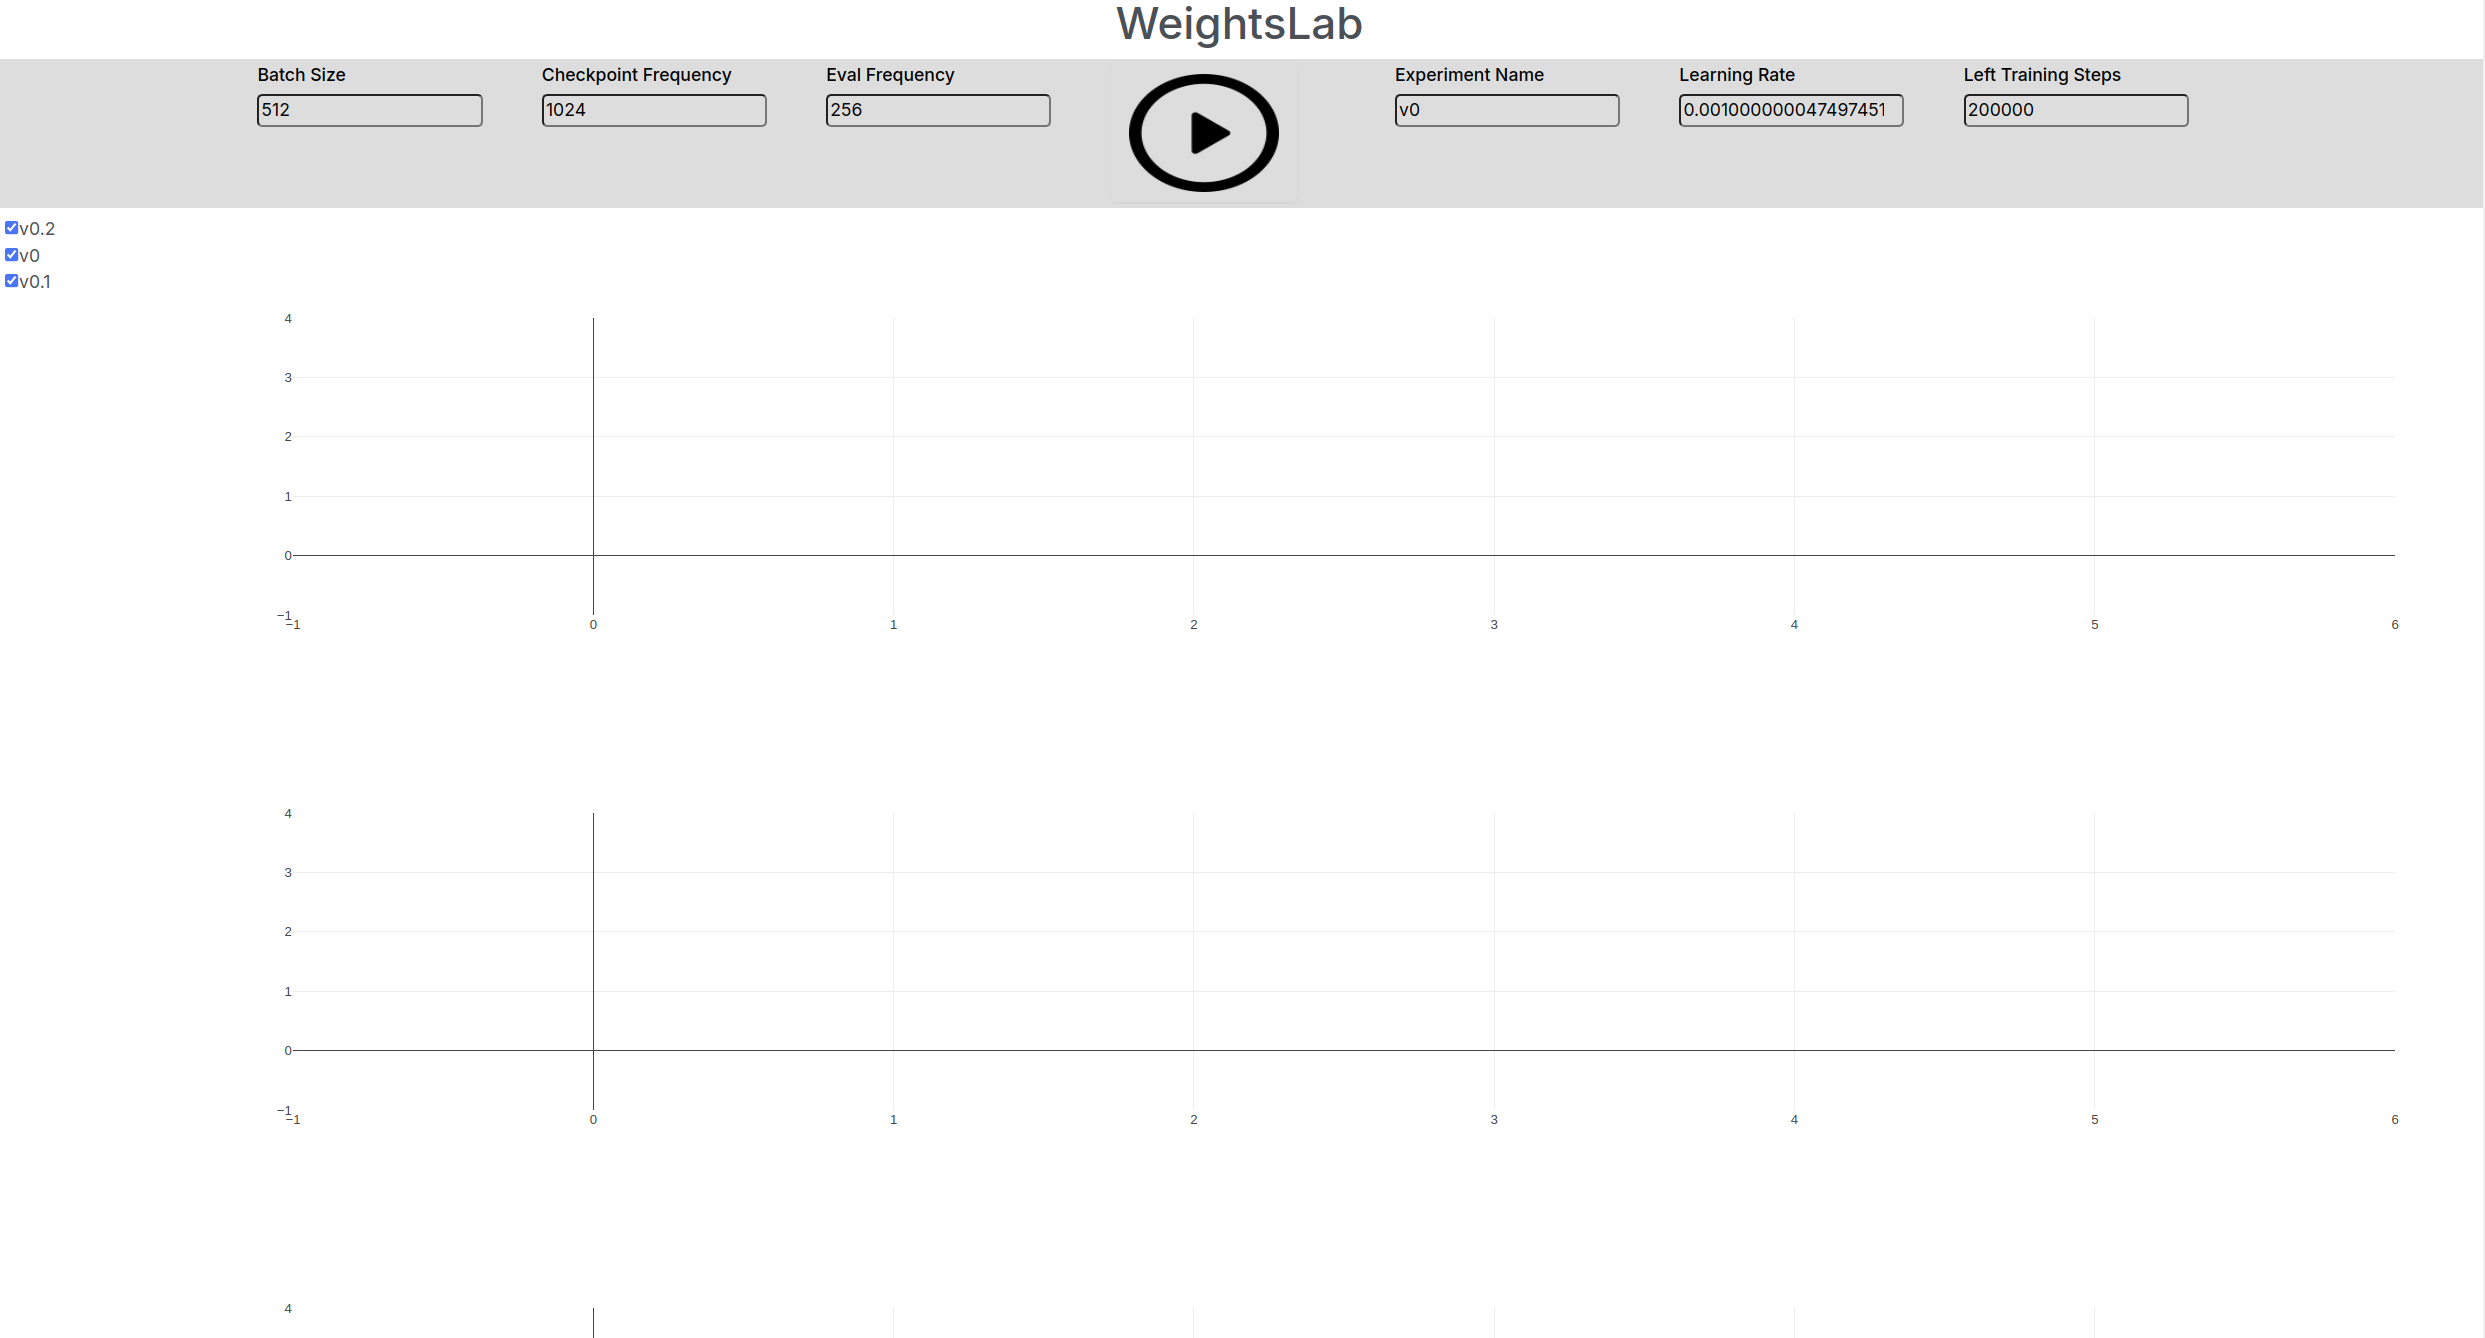 WeightsLab
Batch Size
Checkpoint Frequency
Eval Frequency
Experiment Name
Learning Rate
Left Training Steps
512
1024
256
v0
0.001000000047497451
200000
v0.2
v0
v0.1
4
3
2
1
0
−1
−1 0 1 2 3 4 5 6
4
3
2
1
0
−1
−1 0 1 2 3 4 5 6
4